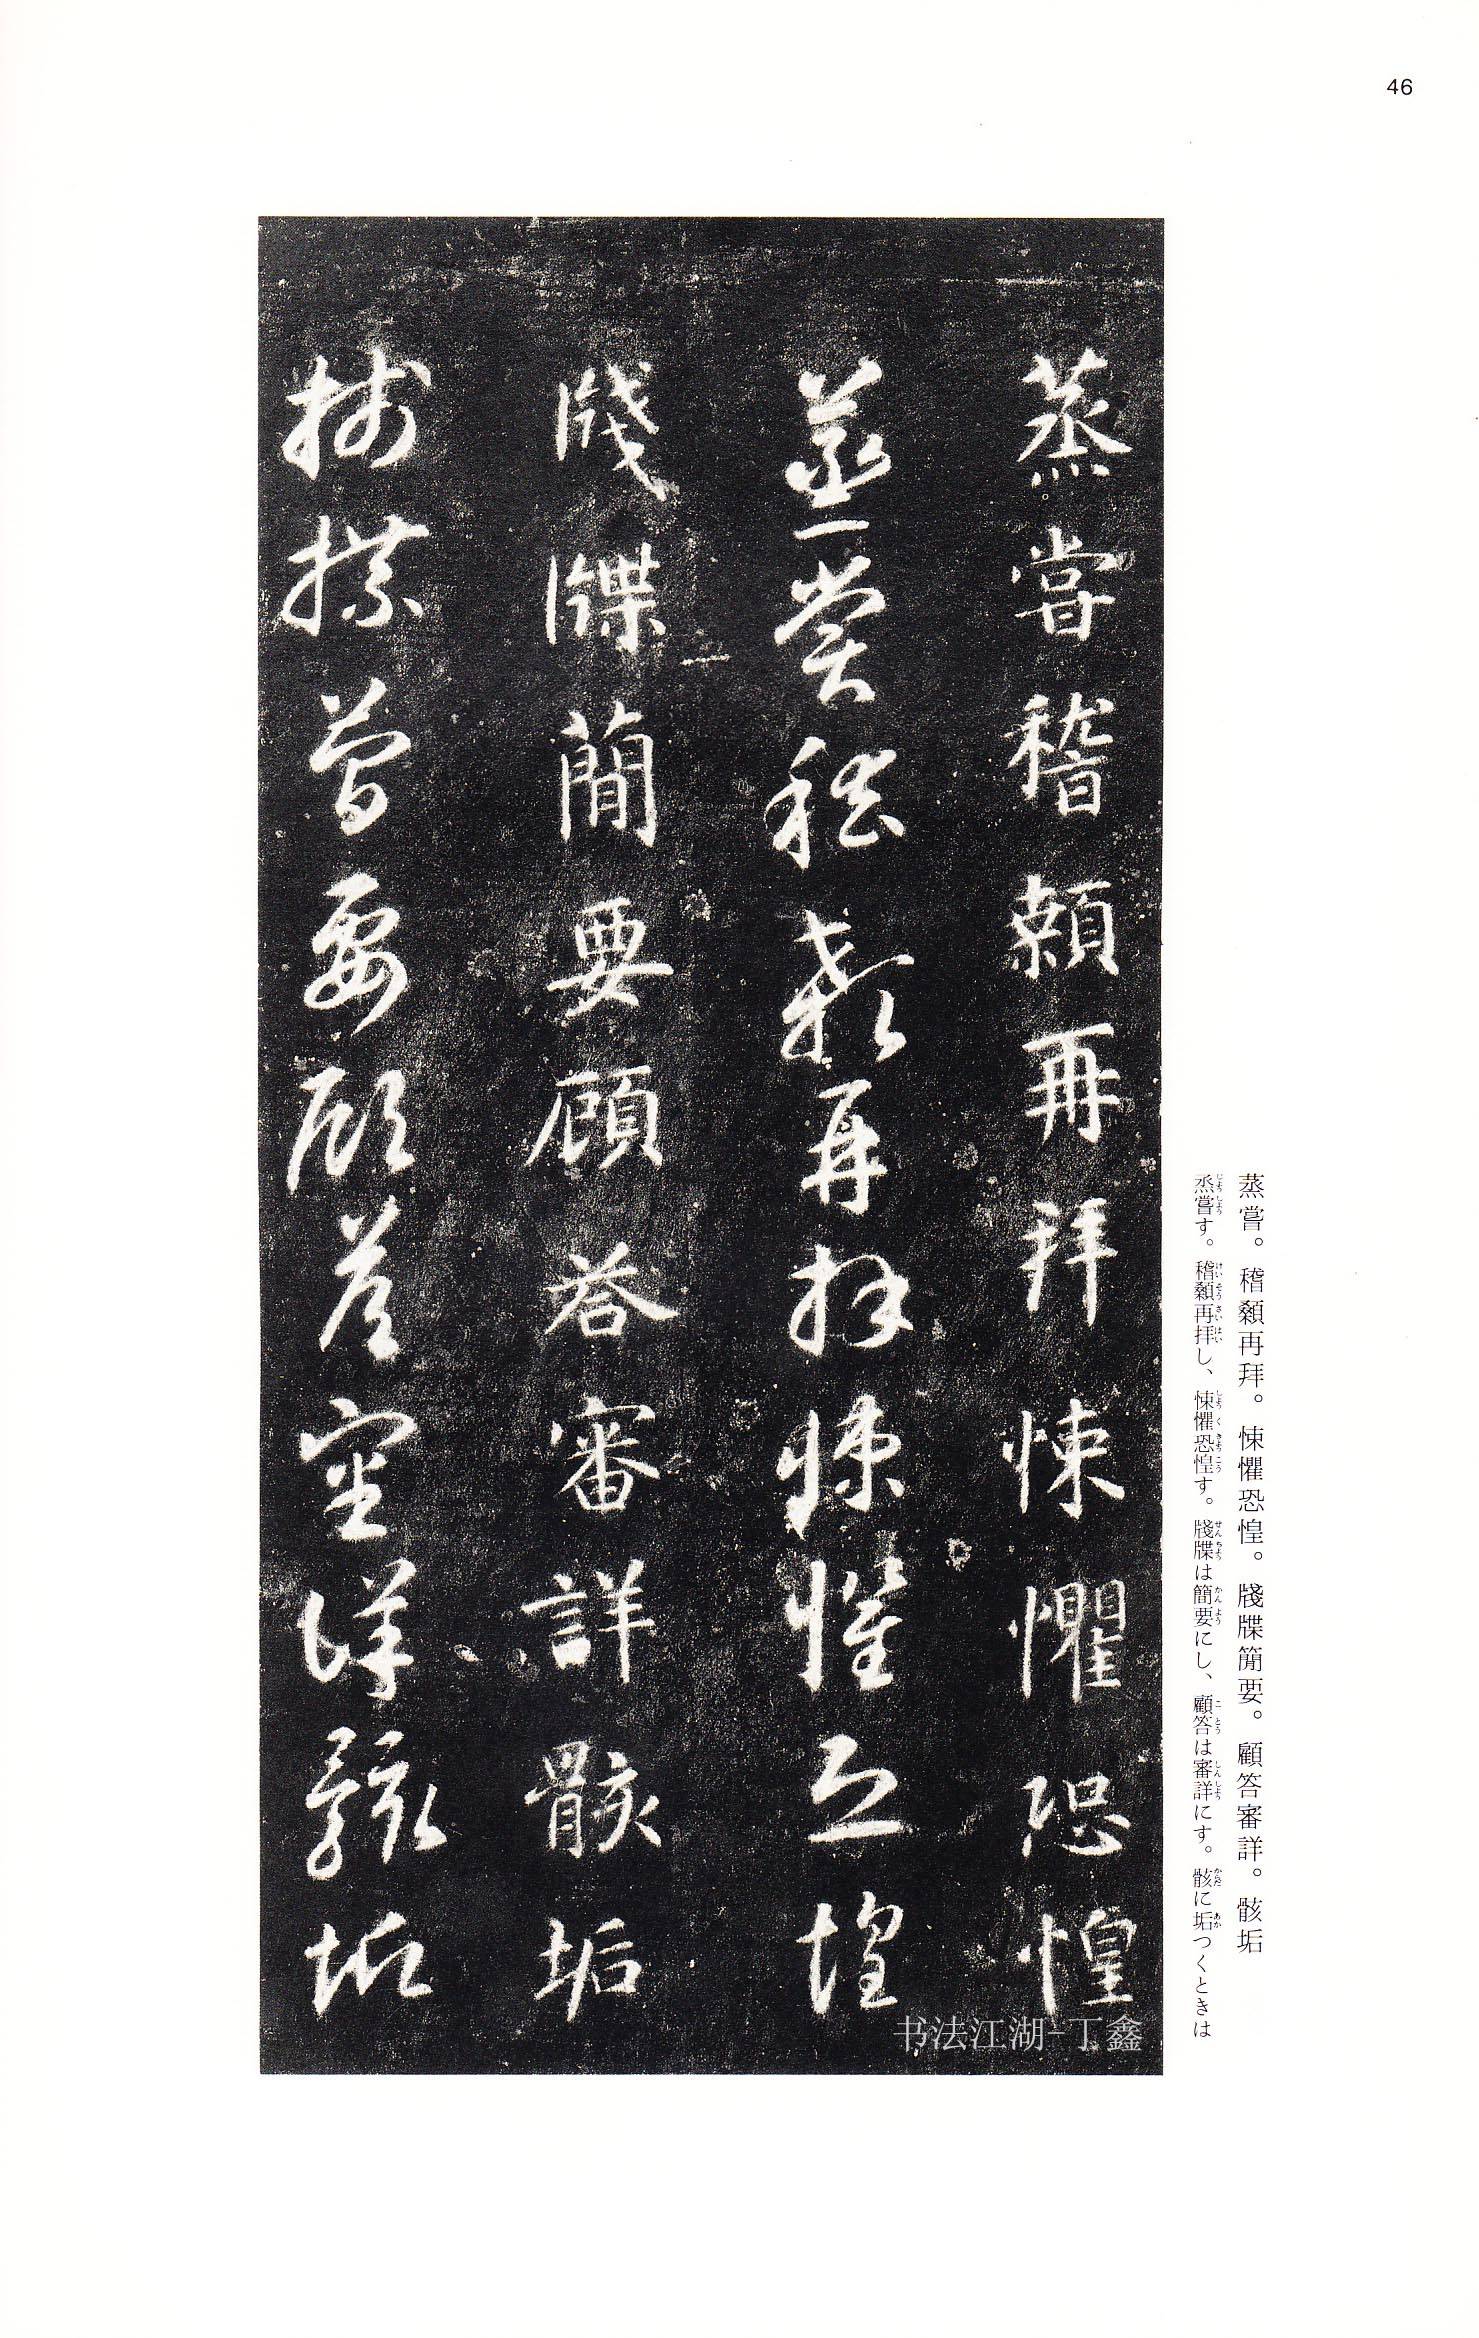 46
蒸嘗。稽顙再拜。悚懼恐惶。牋牒簡要。顧答審詳。骸垢
烝嘗す。稽顙再拝し、悚懼恐惶す。牋牒は簡要にし、顧答は審詳にす。骸に垢つくときは
蒸嘗稽顙再拜悚懼恐惶
蒸嘗稽顙再拜悚懼恐惶
牋牒簡要顧答審詳骸垢
牋牒簡要顧答審詳骸垢
书法江湖-丁鑫